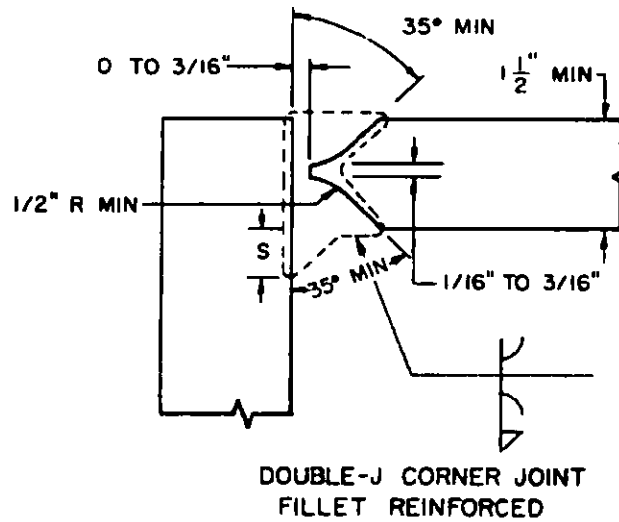 35° MIN
0 TO 3/16"
1 1/2" MIN
1/2" R MIN
S
35° MIN
1/16" TO 3/16"
DOUBLE-J CORNER JOINT
FILLET REINFORCED